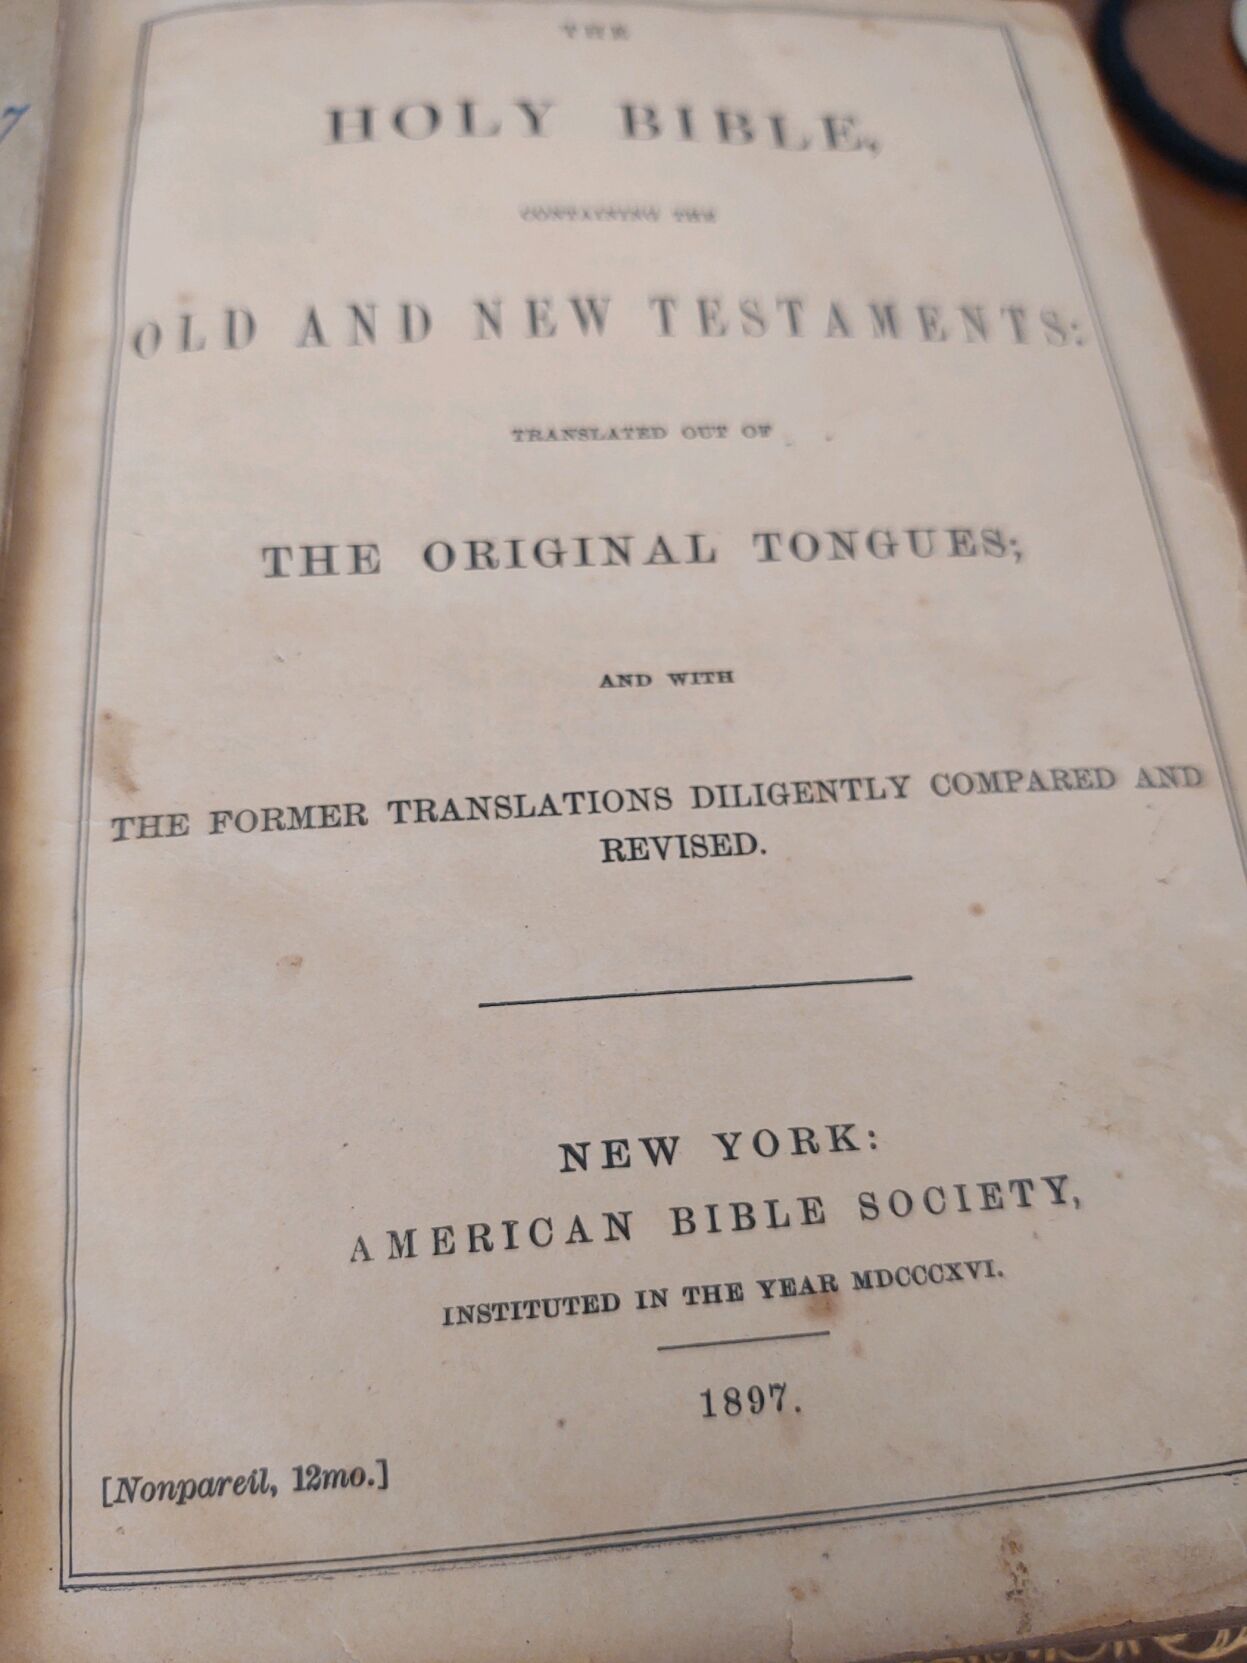 THE
HOLY BIBLE,
CONTAINING THE
OLD AND NEW TESTAMENTS:
TRANSLATED OUT OF
THE ORIGINAL TONGUES;
AND WITH
THE FORMER TRANSLATIONS DILIGENTLY COMPARED AND
REVISED.
NEW YORK:
AMERICAN BIBLE SOCIETY,
INSTITUTED IN THE YEAR MDCCCXVI.
1897.
[Nonpareil, 12mo.]